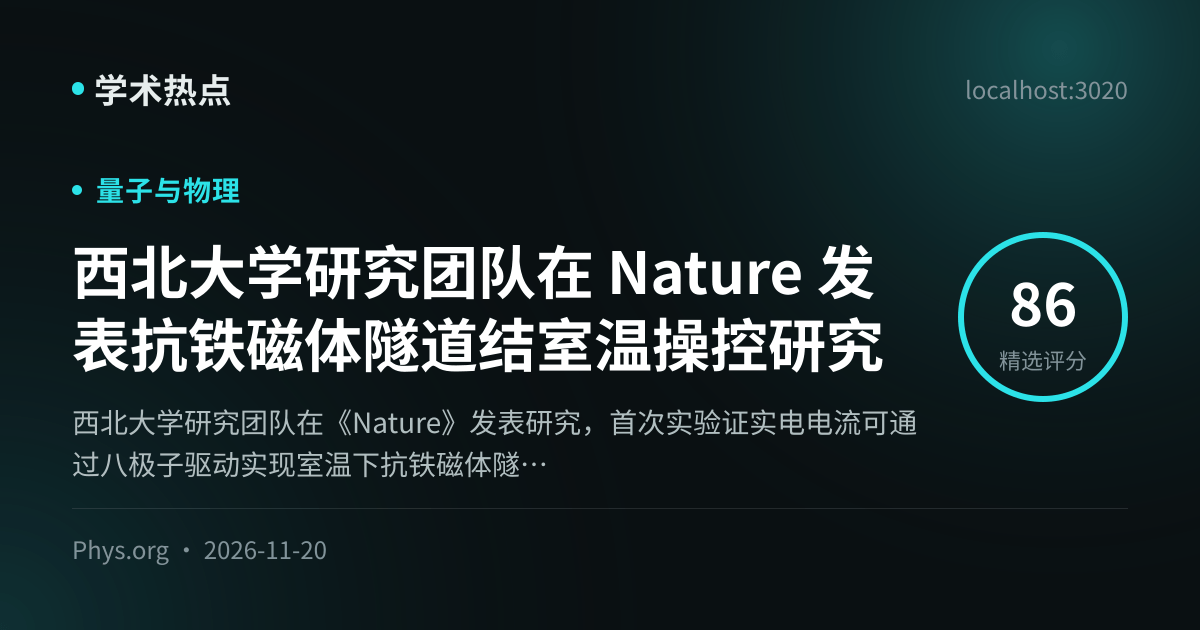 学术热点
localhost:3020
量子与物理
西北大学研究团队在 Nature 发
表抗铁磁体隧道结室温操控研究
86
精选评分
西北大学研究团队在《Nature》发表研究，首次实验证实电电流可通
过八极子驱动实现室温下抗铁磁体隧…
Phys.org • 2026-11-20